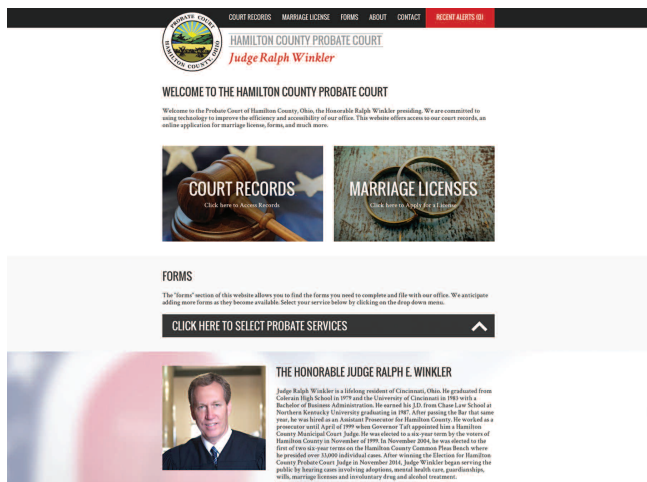 COURT RECORDS MARRIAGE LICENSE FORMS ABOUT CONTACT RECENT ALERTS (0)
PROBATE COURT
HAMILTON COUNTY, OHIO
HAMILTON COUNTY PROBATE COURT
Judge Ralph Winkler
WELCOME TO THE HAMILTON COUNTY PROBATE COURT
Welcome to the Probate Court of Hamilton County, Ohio, the Honorable Ralph Winkler presiding. We are committed to
using technology to improve the efficiency and accessibility of our office. This website offers access to our court records, an
online application for marriage license, forms, and much more.
COURT RECORDS
Click here to Access Records
MARRIAGE LICENSES
Click here to Apply for a License
FORMS
The "forms" section of this website allows you to find the forms you need to complete and file with our office. We anticipate
adding more forms as they become available. Select your service below by clicking on the drop down menu.
CLICK HERE TO SELECT PROBATE SERVICES
THE HONORABLE JUDGE RALPH E. WINKLER
Judge Ralph Winkler is a lifelong resident of Cincinnati, Ohio. He graduated from
Colerain High School in 1979 and the University of Cincinnati in 1983 with a
Bachelor of Business Administration. He earned his J.D. from Chase Law School at
Northern Kentucky University graduating in 1987. After passing the Bar that same
year, he was hired as an Assistant Prosecutor for Hamilton County. He worked as a
prosecutor until April of 1999 when Governor Taft appointed him a Hamilton
County Municipal Court Judge. He was elected to a six-year term by the voters of
Hamilton County in November of 1999. In November 2004, he was elected to the
first of two six-year terms on the Hamilton County Common Pleas Bench where
he presided over 33,000 individual cases. After winning the Election for Hamilton
County Probate Court Judge in November 2014, Judge Winkler began serving the
public by hearing cases involving adoptions, mental health care, guardianships,
wills, marriage licenses and involuntary drug and alcohol treatment.